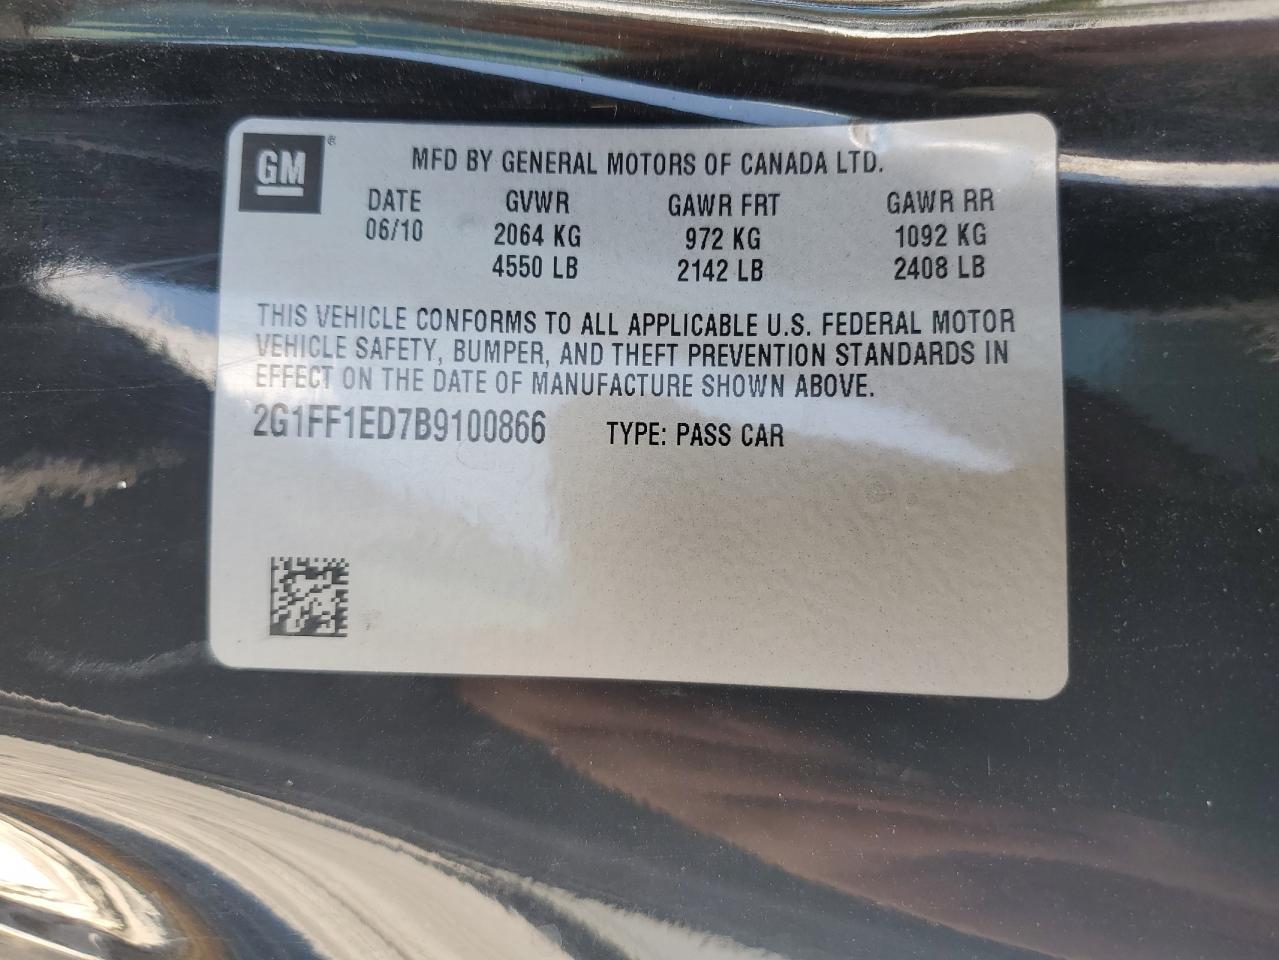 GM ®
MFD BY GENERAL MOTORS OF CANADA LTD.
DATE GVWR GAWR FRT GAWR RR
06/10 2064 KG 972 KG 1092 KG
4550 LB 2142 LB 2408 LB
THIS VEHICLE CONFORMS TO ALL APPLICABLE U.S. FEDERAL MOTOR
VEHICLE SAFETY, BUMPER, AND THEFT PREVENTION STANDARDS IN
EFFECT ON THE DATE OF MANUFACTURE SHOWN ABOVE.
2G1FF1ED7B9100866 TYPE: PASS CAR